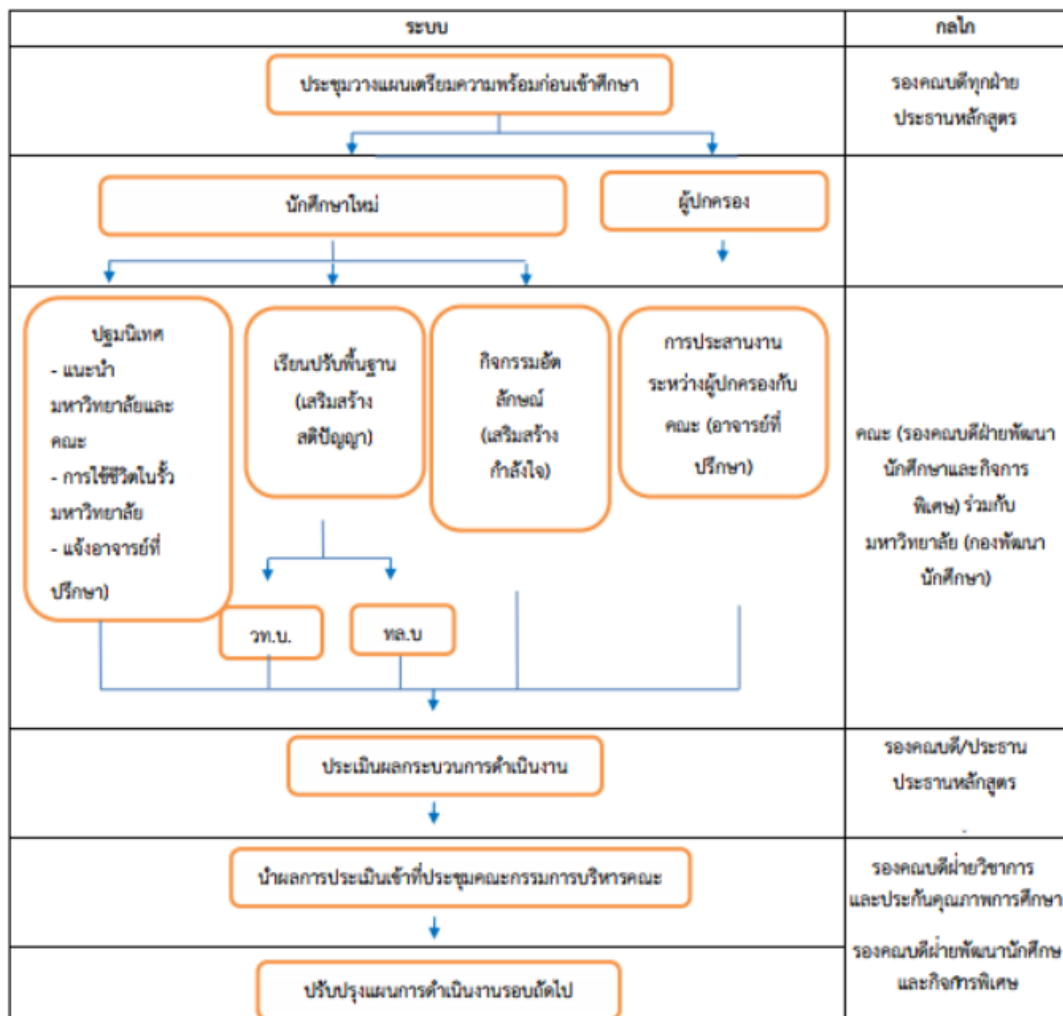 ระบบ
กลไก
ประชุมวางแผนเตรียมความพร้อมก่อนเข้าศึกษา
รองคณบดีทุกฝ่าย
ประธานหลักสูตร
นักศึกษาใหม่
ผู้ปกครอง
ปฐมนิเทศ
- แนะนำ
มหาวิทยาลัยและ
คณะ
- การใช้ชีวิตในรั้ว
มหาวิทยาลัย
- แจ้งอาจารย์ที่
ปรึกษา)
เรียนปรับพื้นฐาน
(เสริมสร้าง
สติปัญญา)
กิจกรรมอัต
ลักษณ์
(เสริมสร้าง
กำลังใจ)
การประสานงาน
ระหว่างผู้ปกครองกับ
คณะ (อาจารย์ที่
ปรึกษา)
คณะ (รองคณบดีฝ่ายพัฒนา
นักศึกษาและกิจการ
พิเศษ) ร่วมกับ
มหาวิทยาลัย (กองพัฒนา
นักศึกษา)
วท.บ.
ทล.บ
ประเมินผลกระบวนการดำเนินงาน
รองคณบดี/ประธาน
ประธานหลักสูตร
นำผลการประเมินเข้าที่ประชุมคณะกรรมการบริหารคณะ
รองคณบดีฝ่ายวิชาการ
และประกันคุณภาพการศึกษา
ปรับปรุงแผนการดำเนินงานรอบถัดไป
รองคณบดีฝ่ายพัฒนานักศึกษ
และกิจการพิเศษ